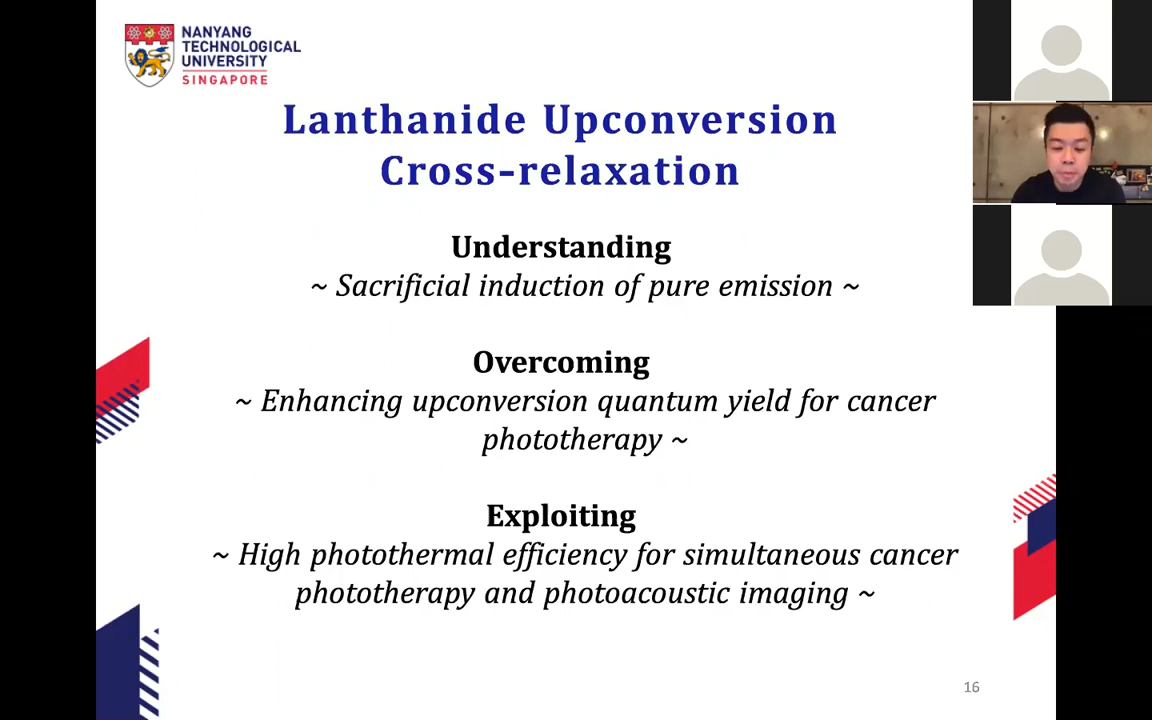 NANYANG
TECHNOLOGICAL
UNIVERSITY
SINGAPORE
Lanthanide Upconversion
Cross-relaxation
Understanding
~ Sacrificial induction of pure emission ~
Overcoming
~ Enhancing upconversion quantum yield for cancer
phototherapy ~
Exploiting
~ High photothermal efficiency for simultaneous cancer
phototherapy and photoacoustic imaging ~
16